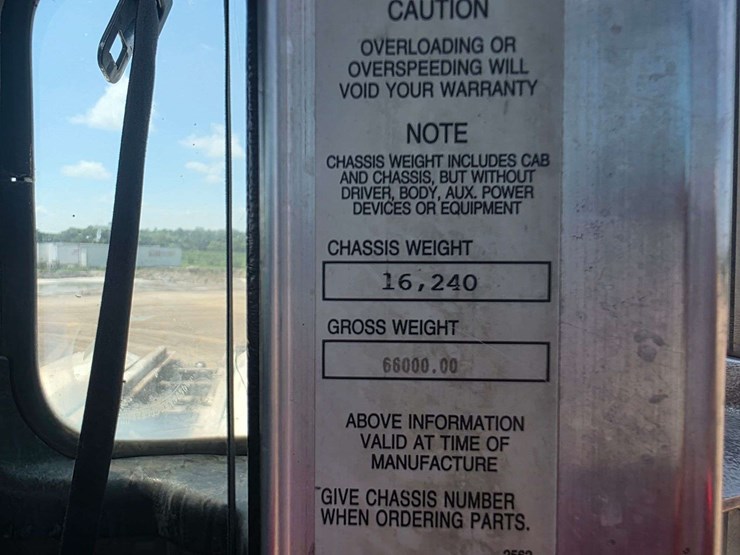 CAUTION
OVERLOADING OR
OVERSPEEDING WILL
VOID YOUR WARRANTY
NOTE
CHASSIS WEIGHT INCLUDES CAB
AND CHASSIS, BUT WITHOUT
DRIVER, BODY, AUX. POWER
DEVICES OR EQUIPMENT
CHASSIS WEIGHT
16,240
GROSS WEIGHT
66000.00
ABOVE INFORMATION
VALID AT TIME OF
MANUFACTURE
GIVE CHASSIS NUMBER
WHEN ORDERING PARTS.